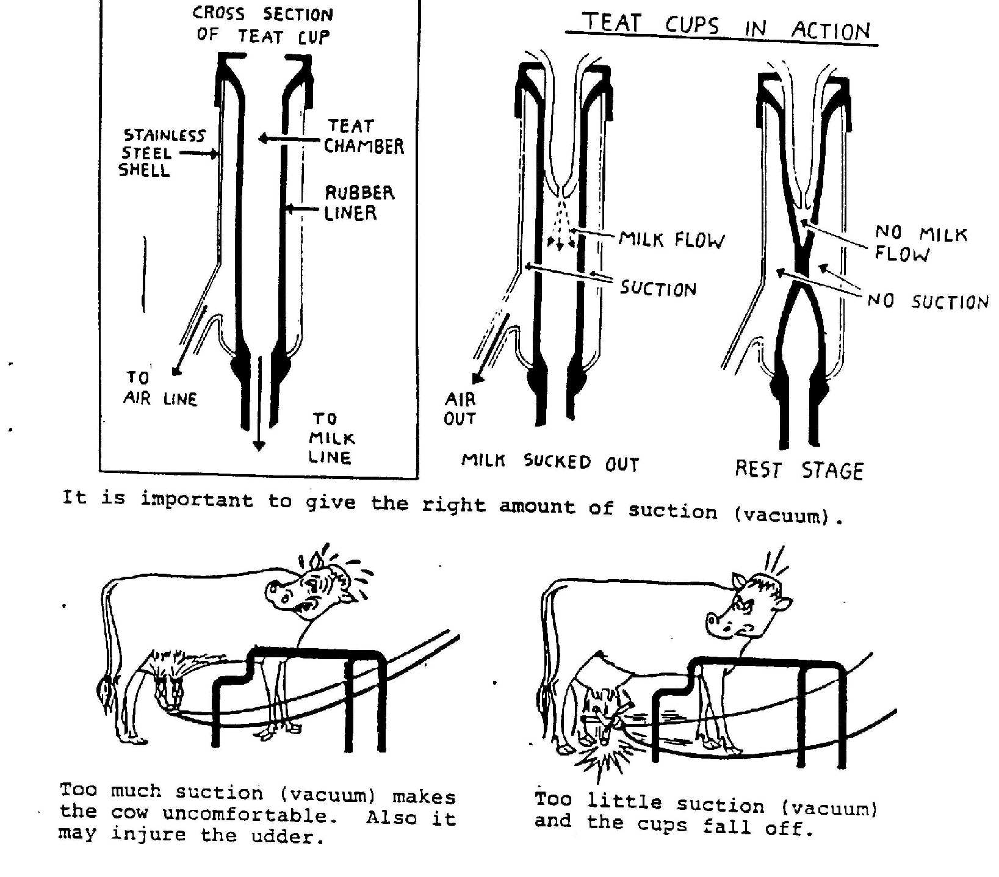 CROSS SECTION
OF TEAT CUP
STAINLESS
STEEL
SHELL
TEAT
CHAMBER
RUBBER
LINER
TO
AIR LINE
TO
MILK
LINE
TEAT CUPS IN ACTION
MILK FLOW
SUCTION
AIR
OUT
MILK SUCKED OUT
NO MILK
FLOW
NO SUCTION
REST STAGE
It is important to give the right amount of suction (vacuum).
Too much suction (vacuum) makes
the cow uncomfortable. Also it
may injure the udder.
Too little suction (vacuum)
and the cups fall off.